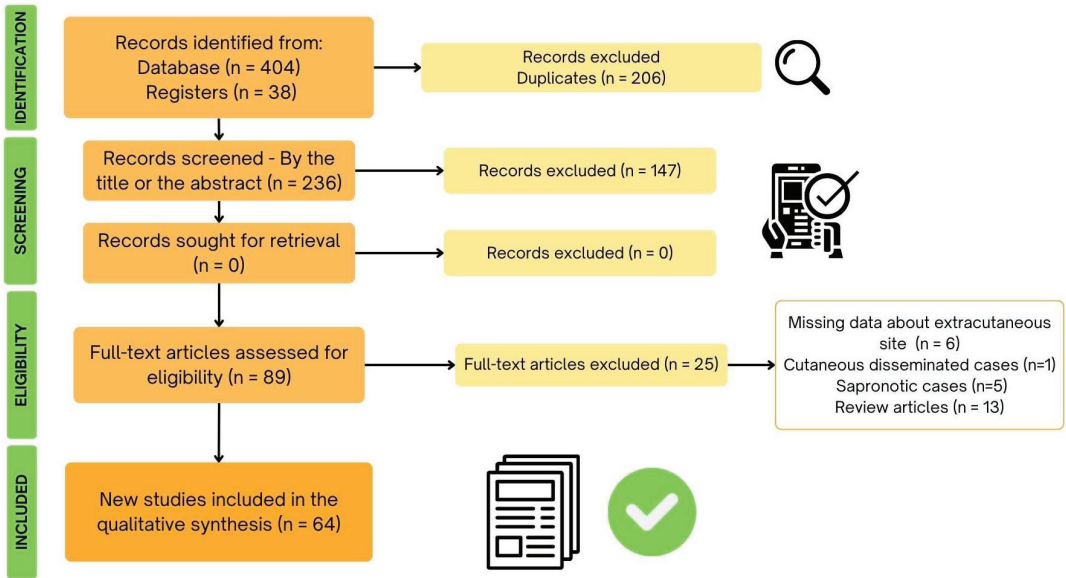 IDENTIFICATION
Records identified from:
Database (n = 404)
Registers (n = 38)
Records excluded
Duplicates (n = 206)
SCREENING
Records screened - By the
title or the abstract (n = 236)
Records excluded (n = 147)
Records sought for retrieval
(n = 0)
Records excluded (n = 0)
ELIGIBILITY
Full-text articles assessed for
eligibility (n = 89)
Full-text articles excluded (n = 25)
Missing data about extracutaneous
site (n = 6)
Cutaneous disseminated cases (n=1)
Sapronotic cases (n=5)
Review articles (n = 13)
INCLUDED
New studies included in the
qualitative synthesis (n = 64)